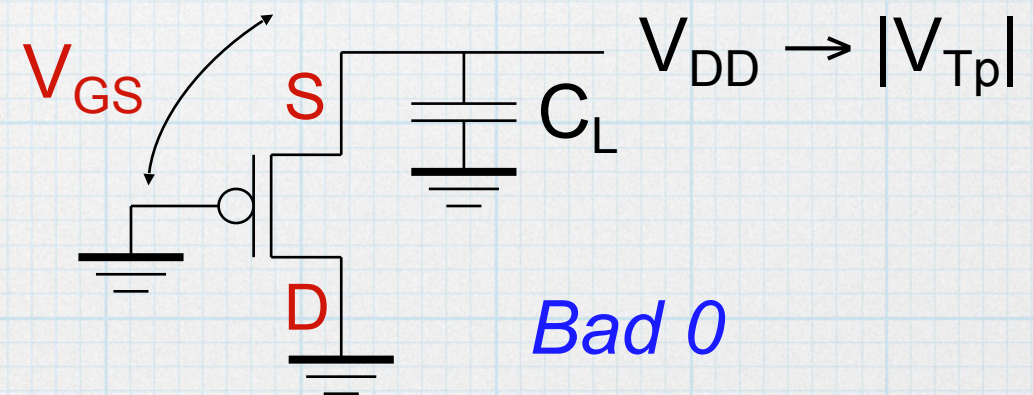 V_GS
S
V_DD → |V_Tp|
C_L
D
Bad 0